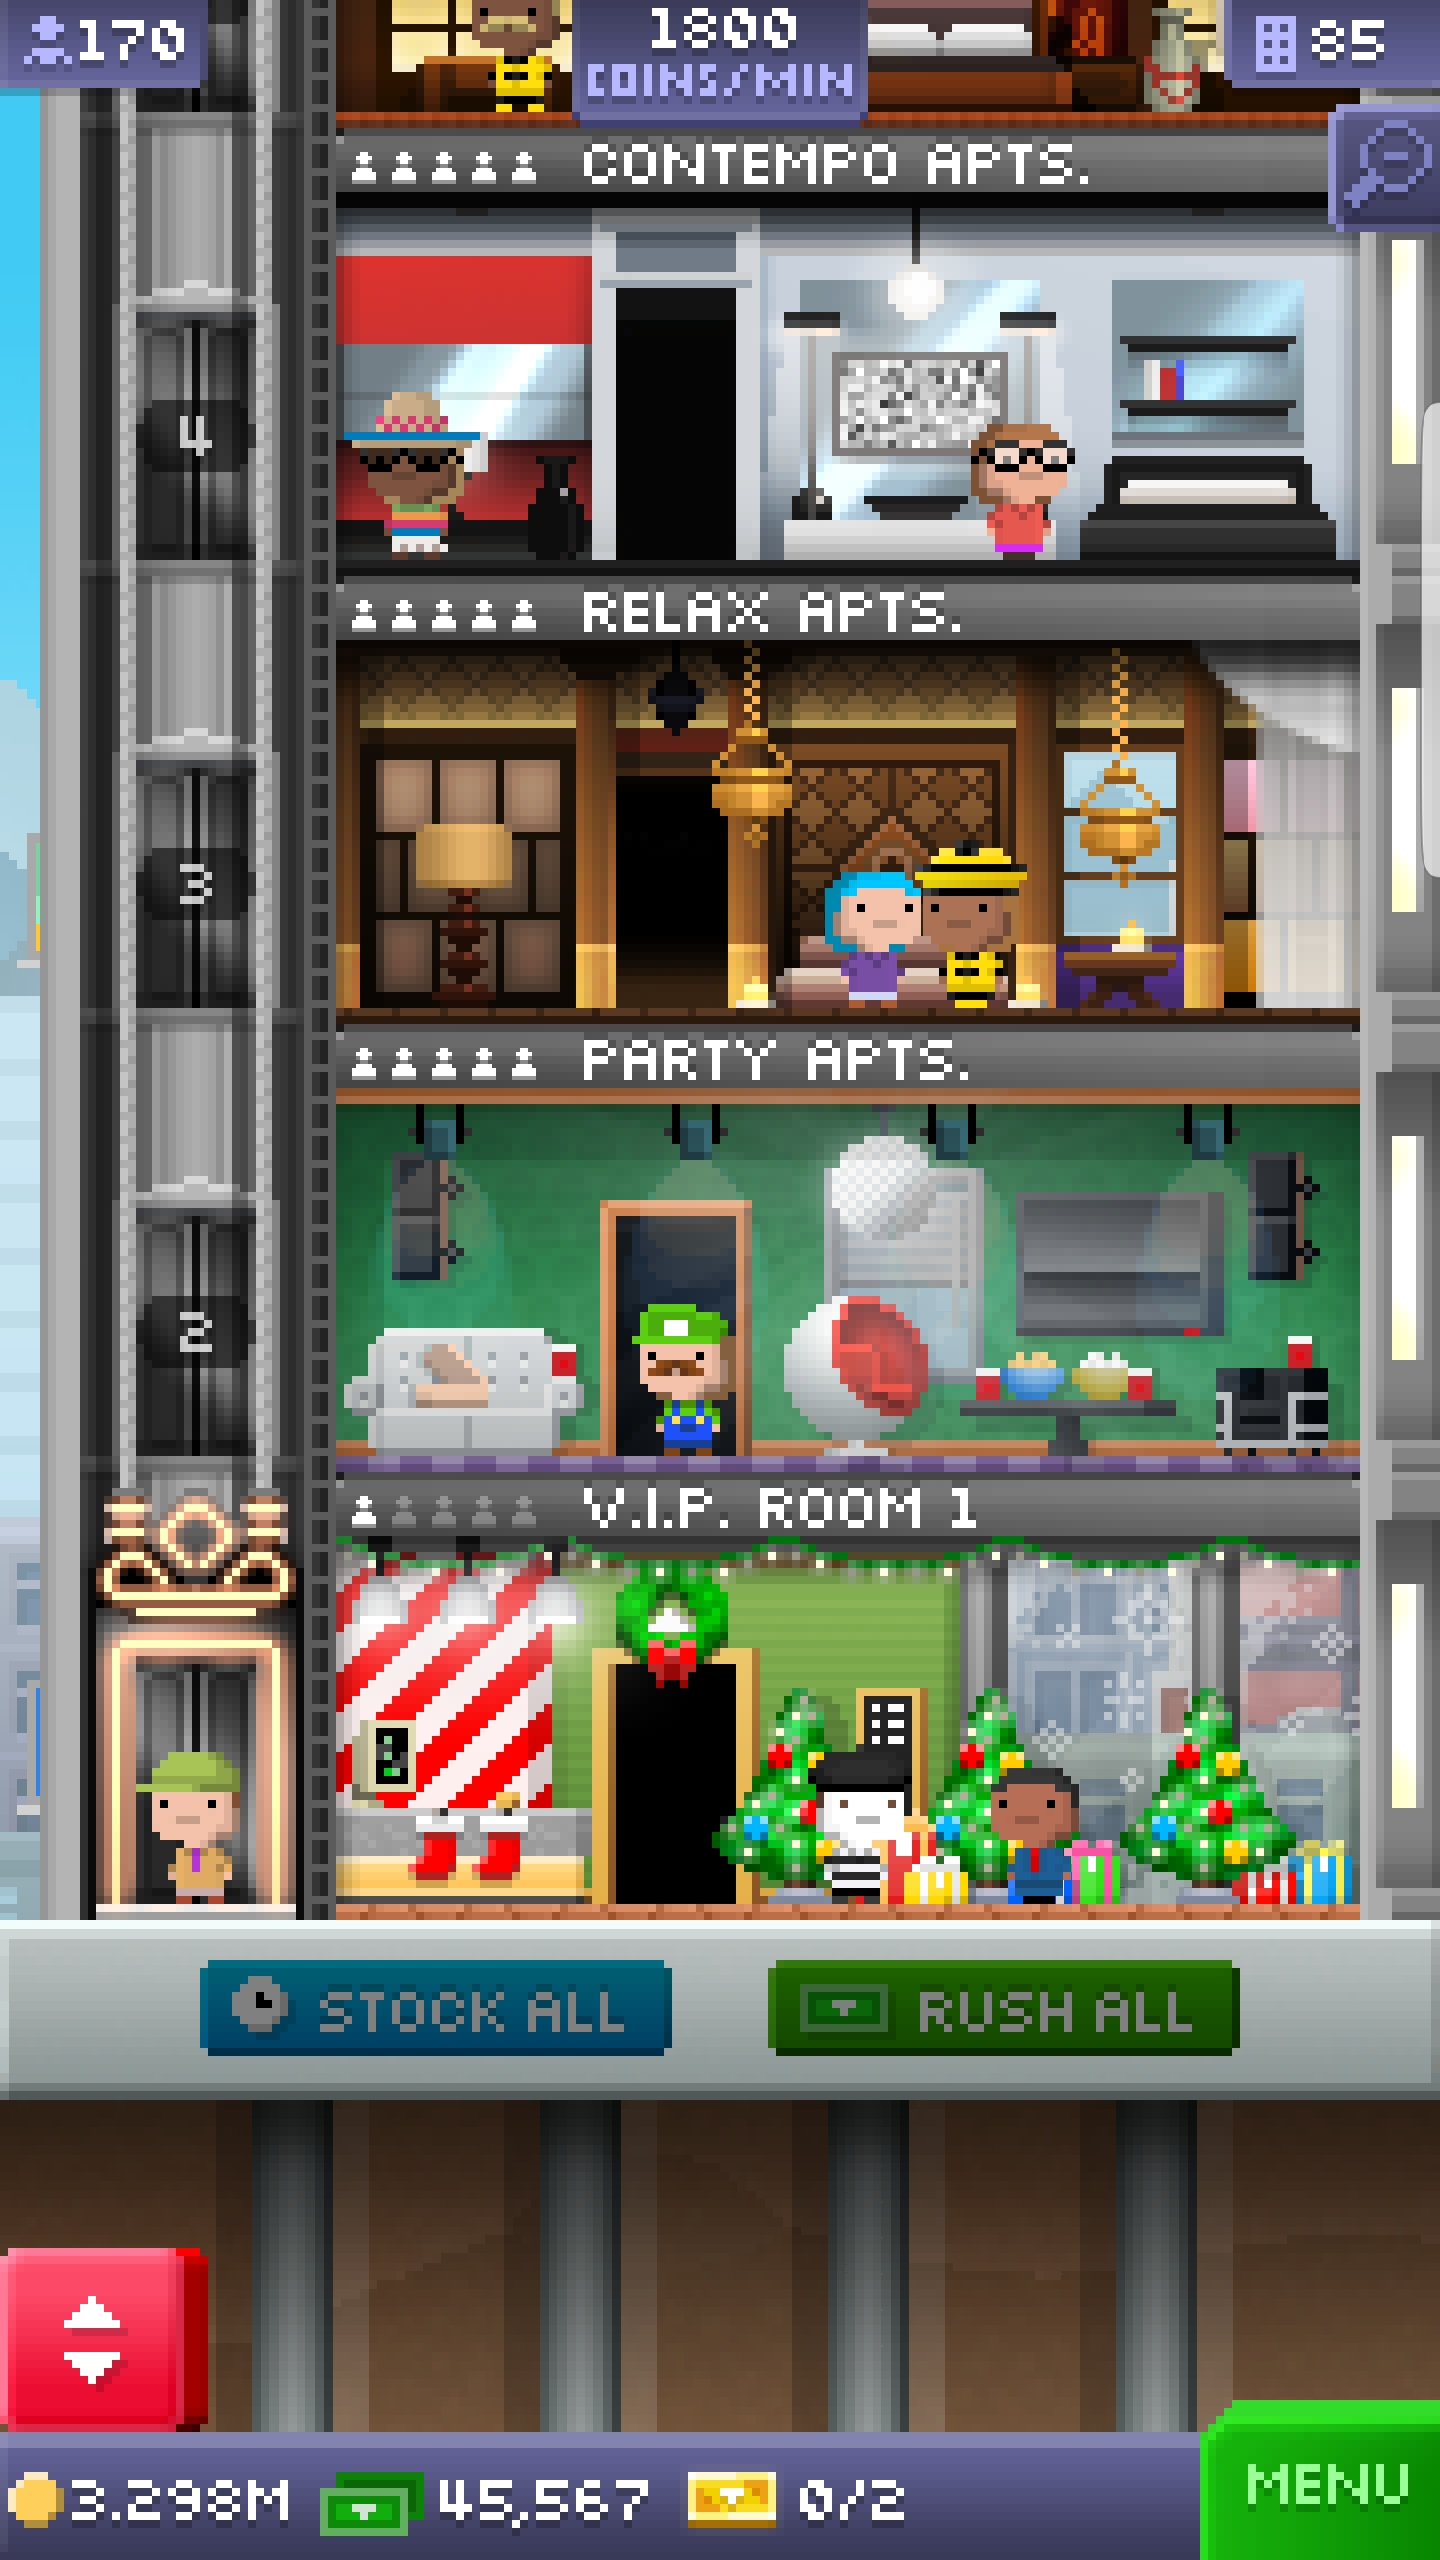 170
1800
COINS/MIN
85
CONTEMPO APTS.
4
RELAX APTS.
3
PARTY APTS.
2
V.I.P. ROOM 1
STOCK ALL
RUSH ALL
3.298M
45,567
0/2
MENU